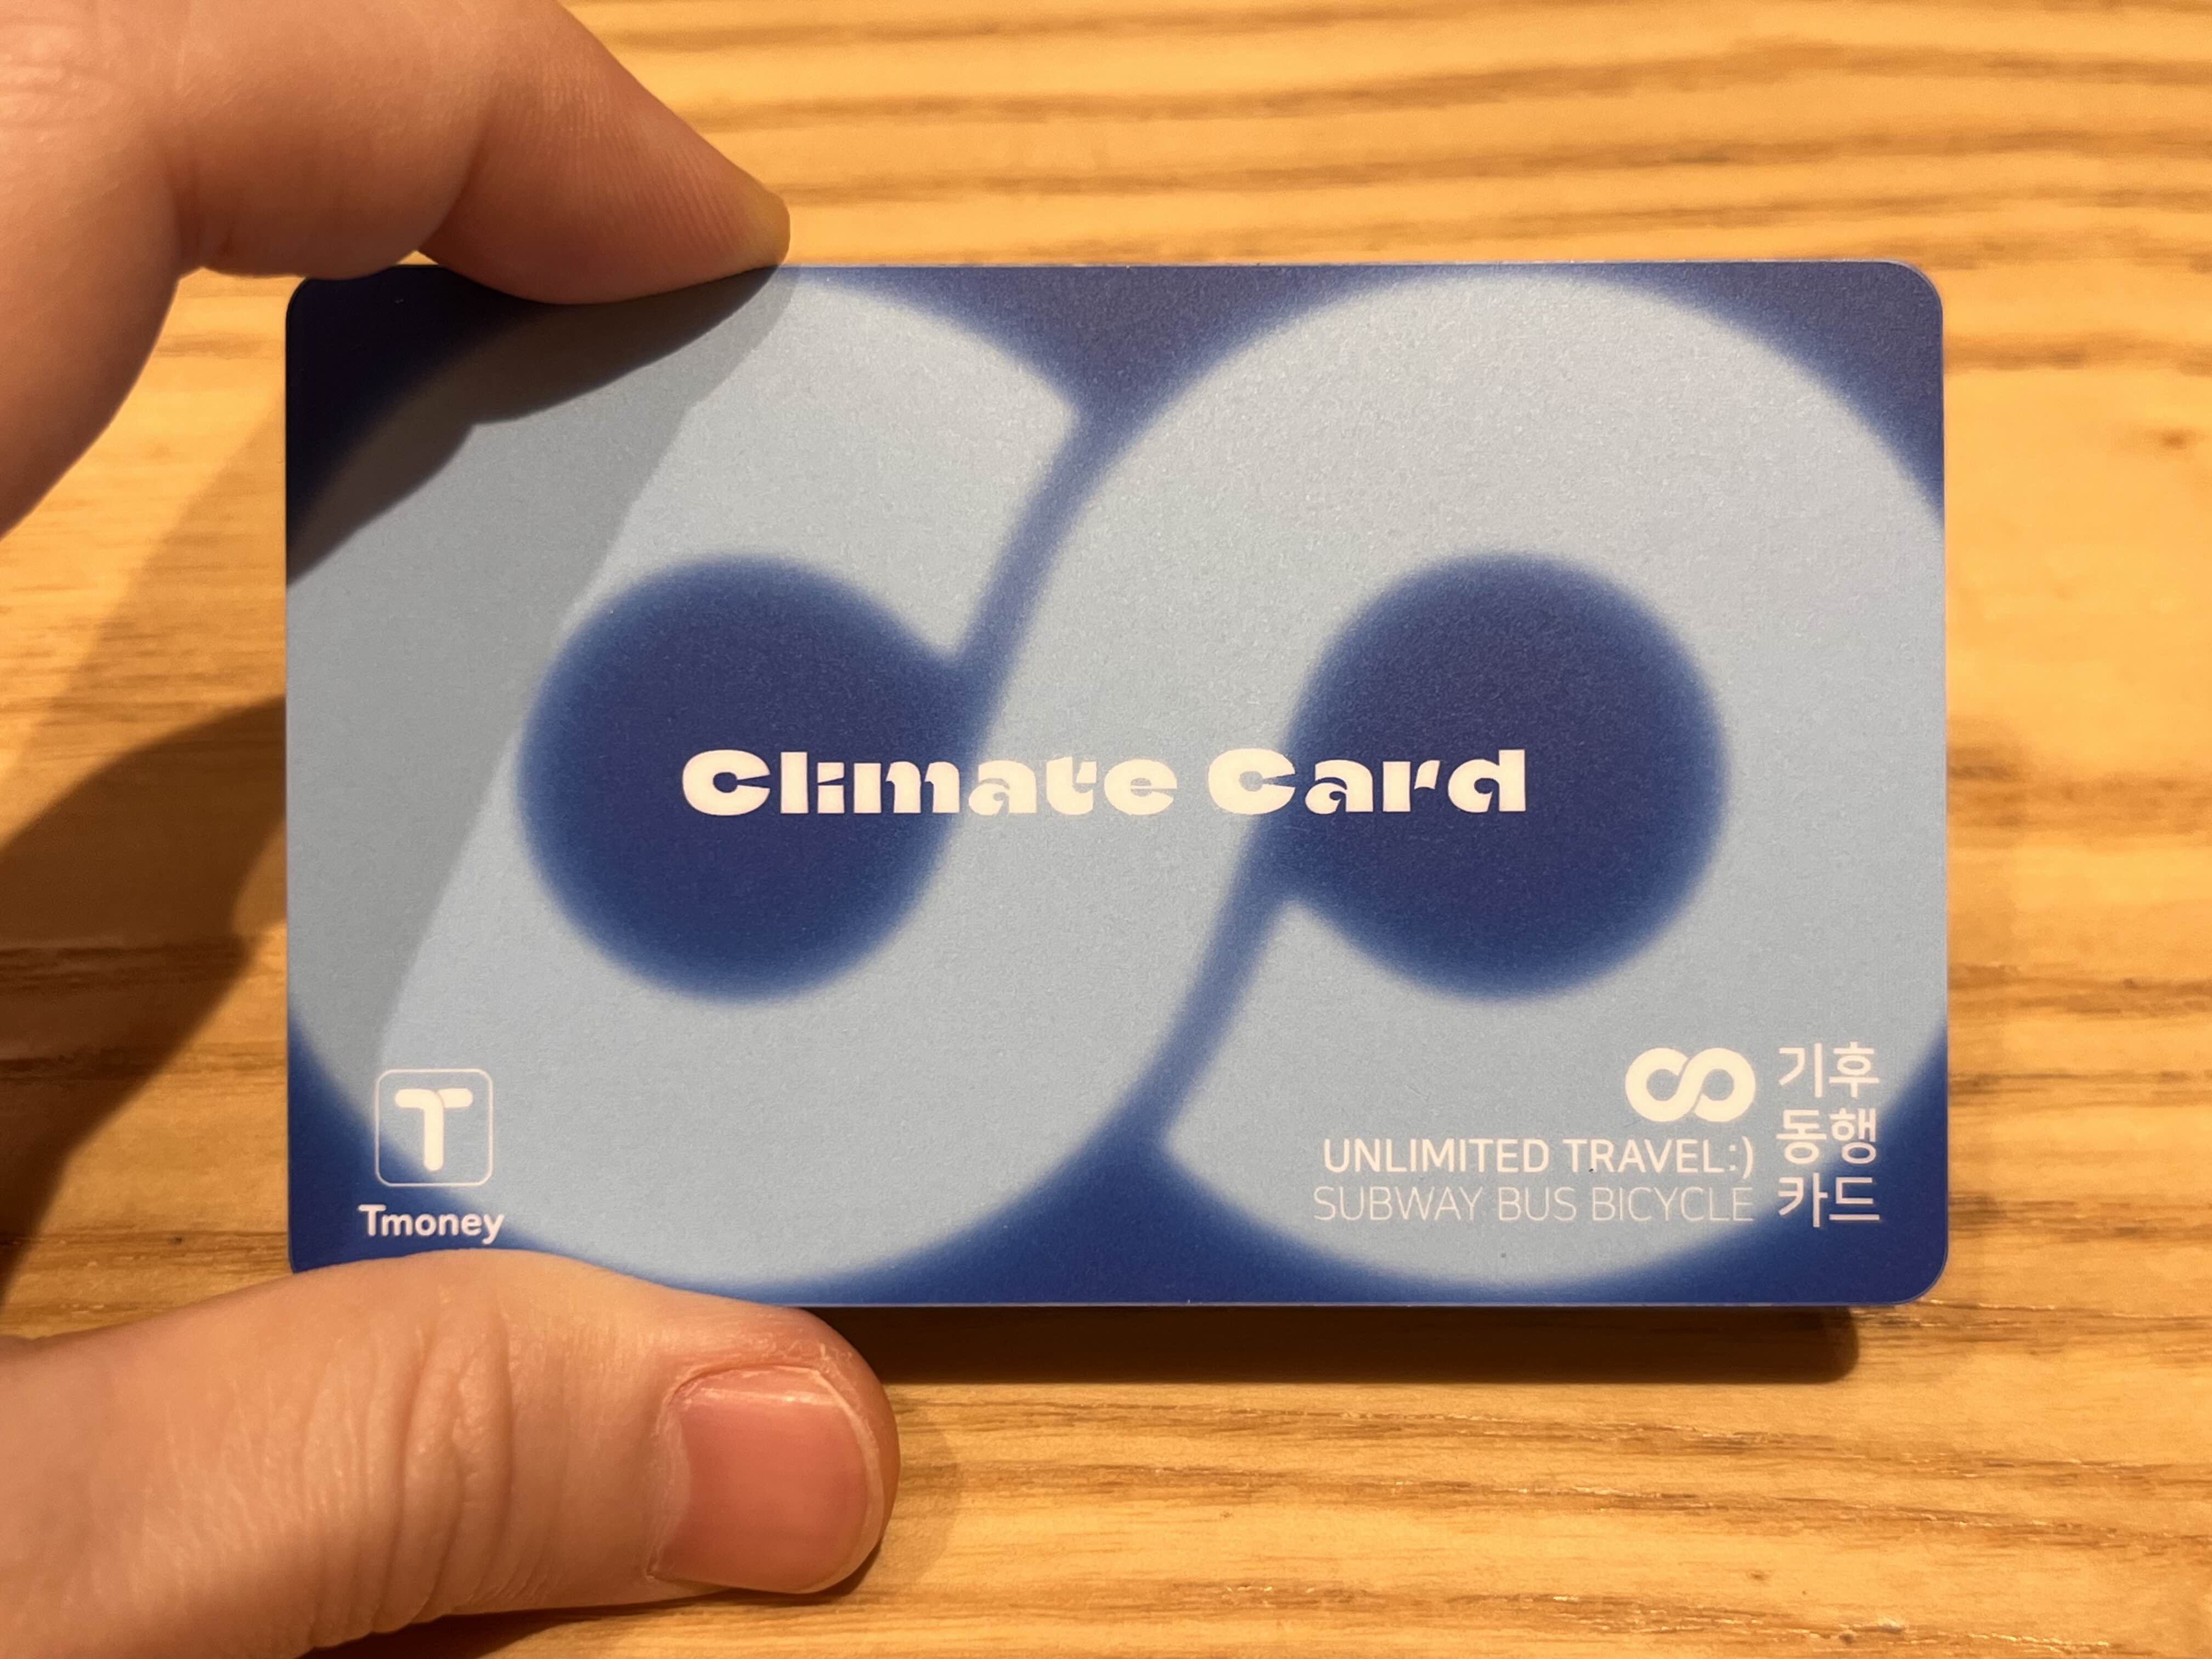 Climate Card
T
Tmoney
UNLIMITED TRAVEL:)
SUBWAY BUS BICYCLE
기후
동행
카드